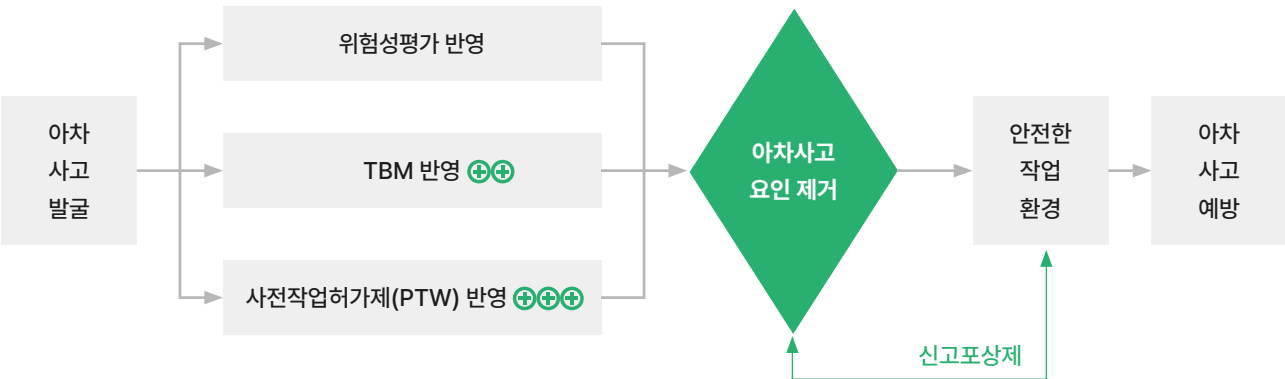 아차
사고
발굴
위험성평가 반영
TBM 반영
사전작업허가제(PTW) 반영
아차사고
요인 제거
안전한
작업
환경
아차
사고
예방
신고포상제